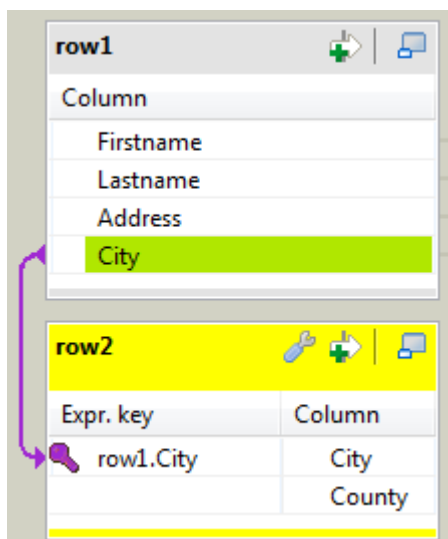 row1
Column
Firstname
Lastname
Address
City
row2
Expr. key Column
row1.City City
County